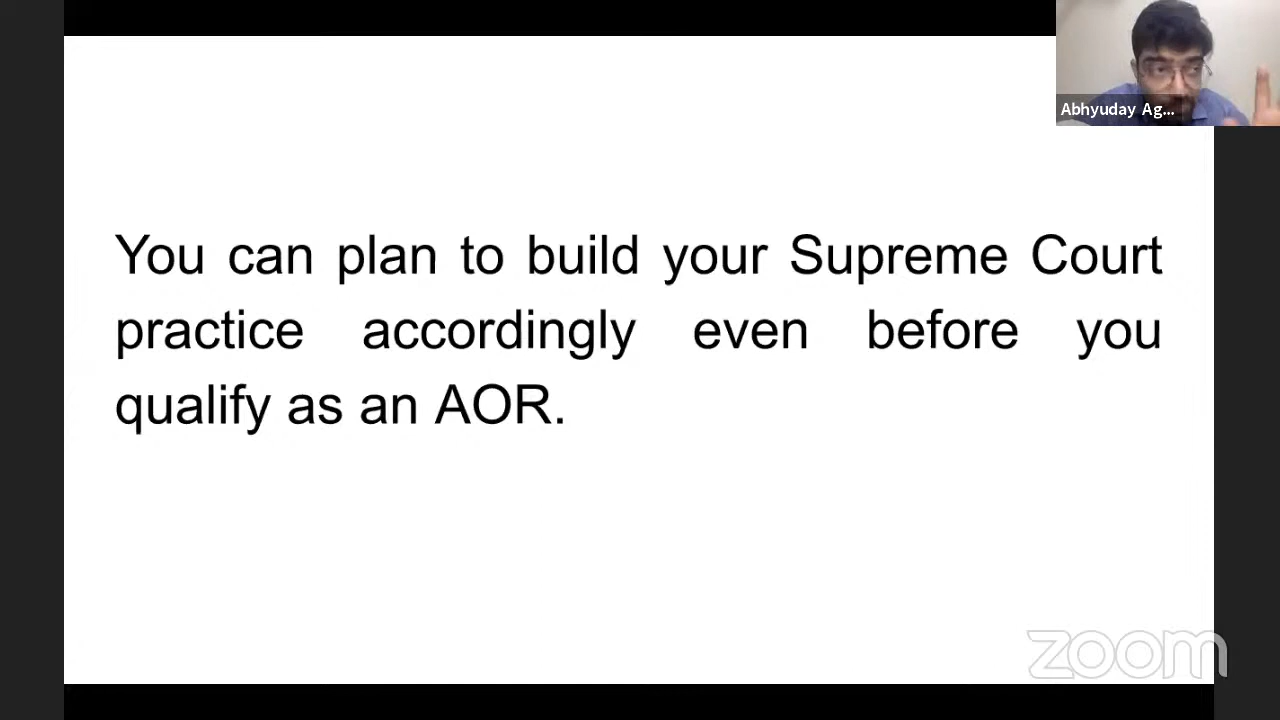 Abhyuday Ag...
You can plan to build your Supreme Court
practice accordingly even before you
qualify as an AOR.
zoom